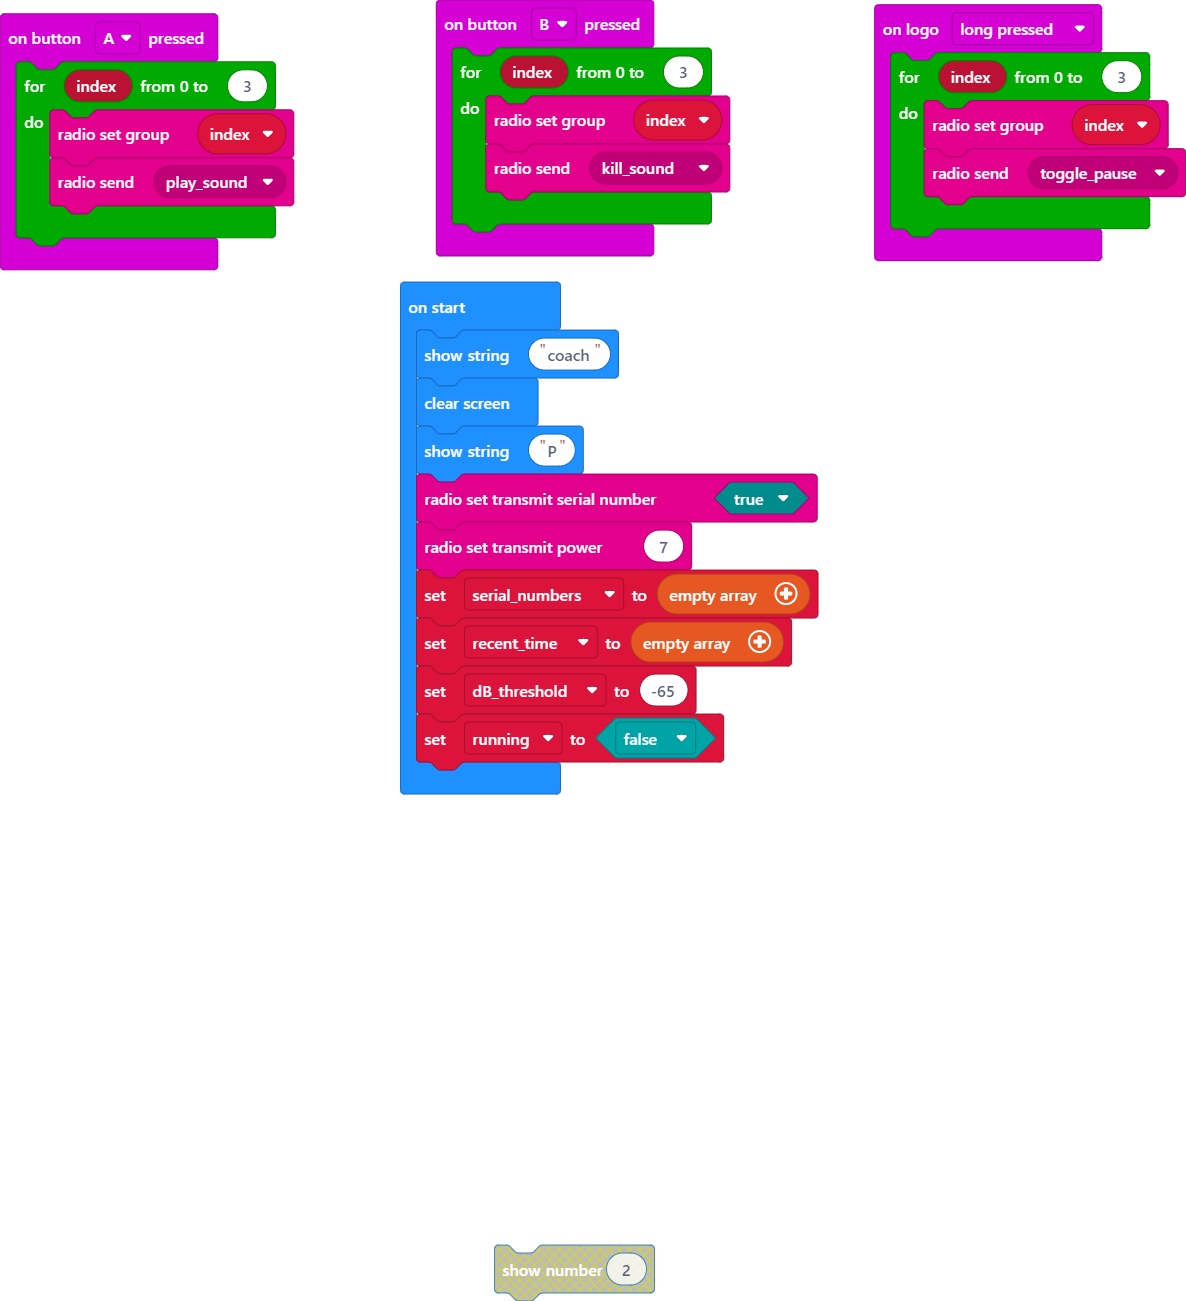 on button A pressed
for index from 0 to 3
do
radio set group index
radio send play_sound
on button B pressed
for index from 0 to 3
do
radio set group index
radio send kill_sound
on logo long pressed
for index from 0 to 3
do
radio set group index
radio send toggle_pause
on start
show string "coach"
clear screen
show string "P"
radio set transmit serial number true
radio set transmit power 7
set serial_numbers to empty array
set recent_time to empty array
set dB_threshold to -65
set running to false
show number 2